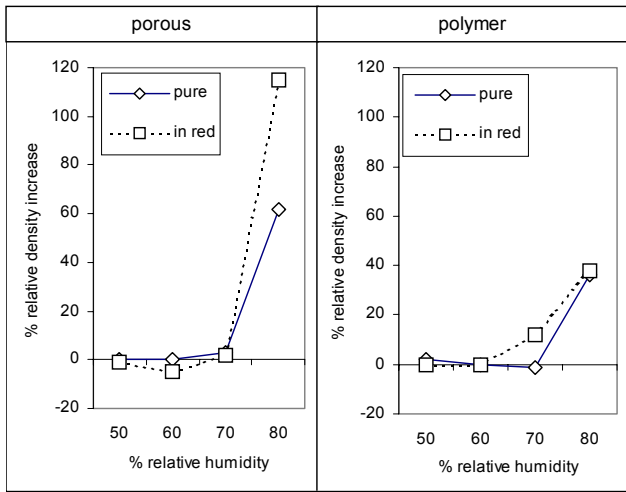 porous
polymer
% relative density increase
120
100
80
60
40
20
0
-20
pure
in red
50 60 70 80
% relative humidity
% relative density increase
120
100
80
60
40
20
0
-20
pure
in red
50 60 70 80
% relative humidity